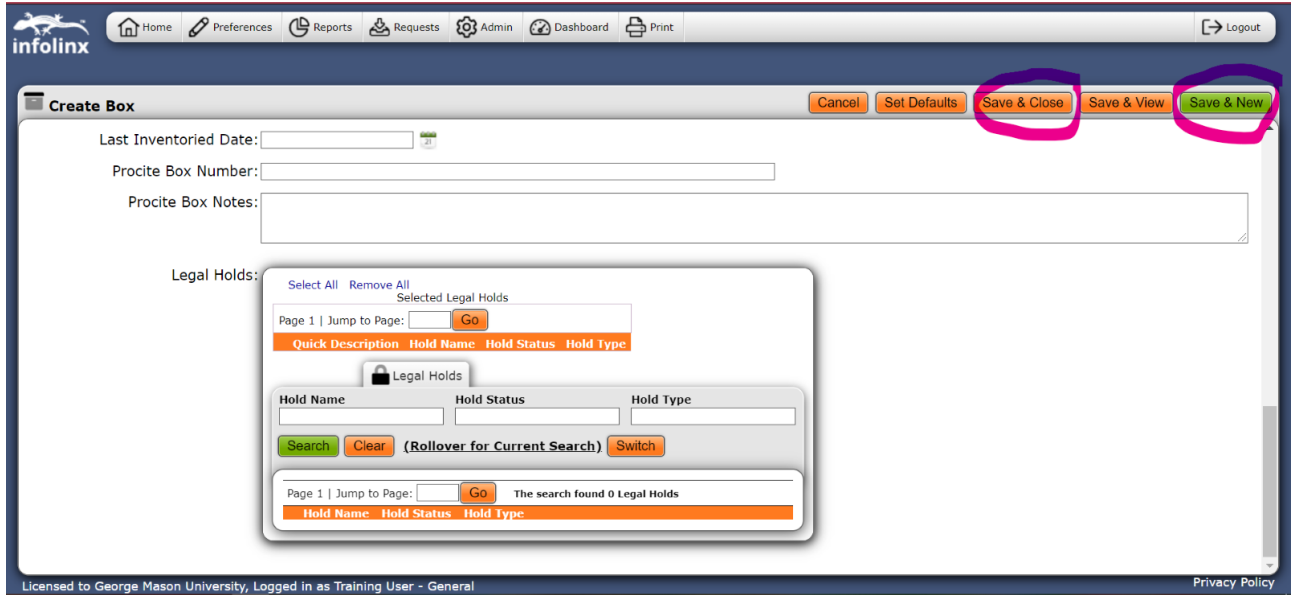 infolinx
Home Preferences Reports Requests Admin Dashboard Print Logout
Create Box Cancel Set Defaults Save & Close Save & View Save & New
Last Inventoried Date: 31
Procite Box Number:
Procite Box Notes:
Legal Holds:
Select All Remove All
Selected Legal Holds
Page 1 | Jump to Page: Go
Quick Description Hold Name Hold Status Hold Type
Legal Holds
Hold Name Hold Status Hold Type
Search Clear (Rollover for Current Search) Switch
Page 1 | Jump to Page: Go The search found 0 Legal Holds
Hold Name Hold Status Hold Type
Licensed to George Mason University, Logged in as Training User - General Privacy Policy